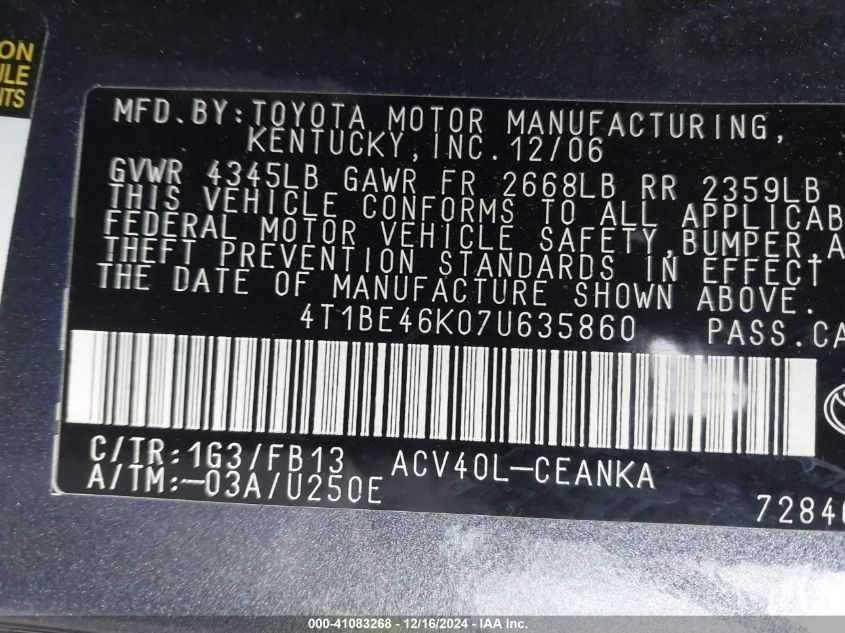 ON
ULE
ITS
MFD.BY:TOYOTA MOTOR MANUFACTURING,
KENTUCKY,INC.12/06
GVWR 4345LB GAWR FR 2668LB RR 2359LB
THIS VEHICLE CONFORMS TO ALL APPLICAB
FEDERAL MOTOR VEHICLE SAFETY,BUMPER,A
THEFT PREVENTION STANDARDS IN EFFECT
THE DATE OF MANUFACTURE SHOWN ABOVE.
4T1BE46K07U635860 PASS.CA
C/TR:1G3/FB13 ACV40L-CEANKA
A/TM:-03A/U250E
7284
000-41083268 - 12/16/2024 - IAA Inc.